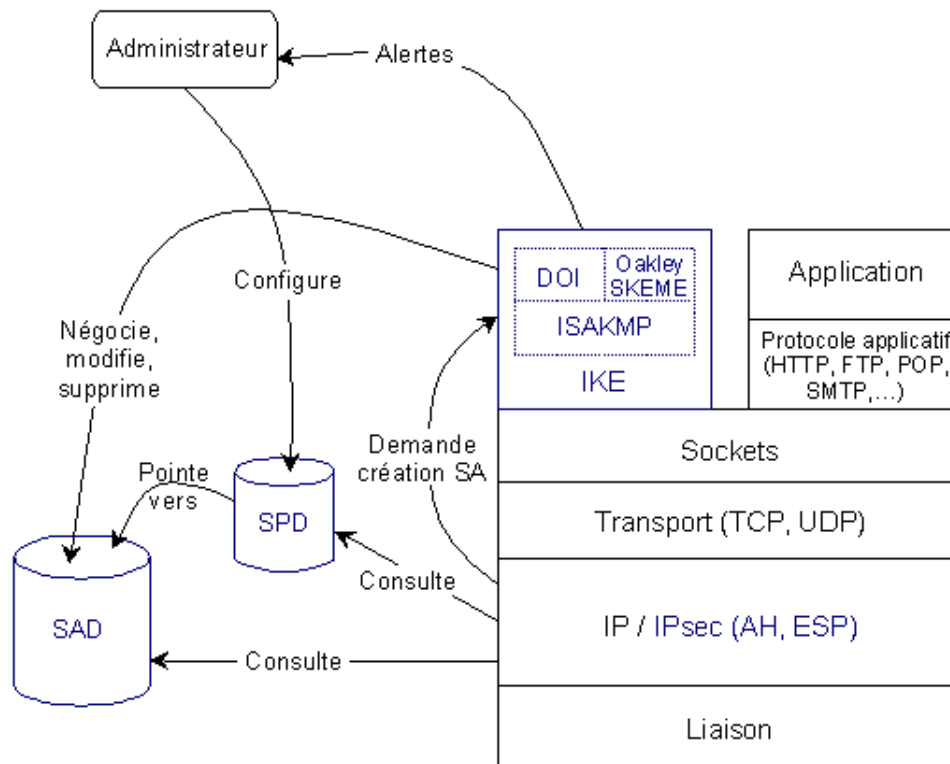 Administrateur
Alertes
Configure
Négocie,
modifie,
supprime
DOI
Oakley
SKEME
ISAKMP
IKE
Application
Protocole applicatif
(HTTP, FTP, POP,
SMTP,...)
Demande
création SA
Sockets
Pointe
vers
SPD
Transport (TCP, UDP)
Consulte
SAD
IP / IPsec (AH, ESP)
Consulte
Liaison